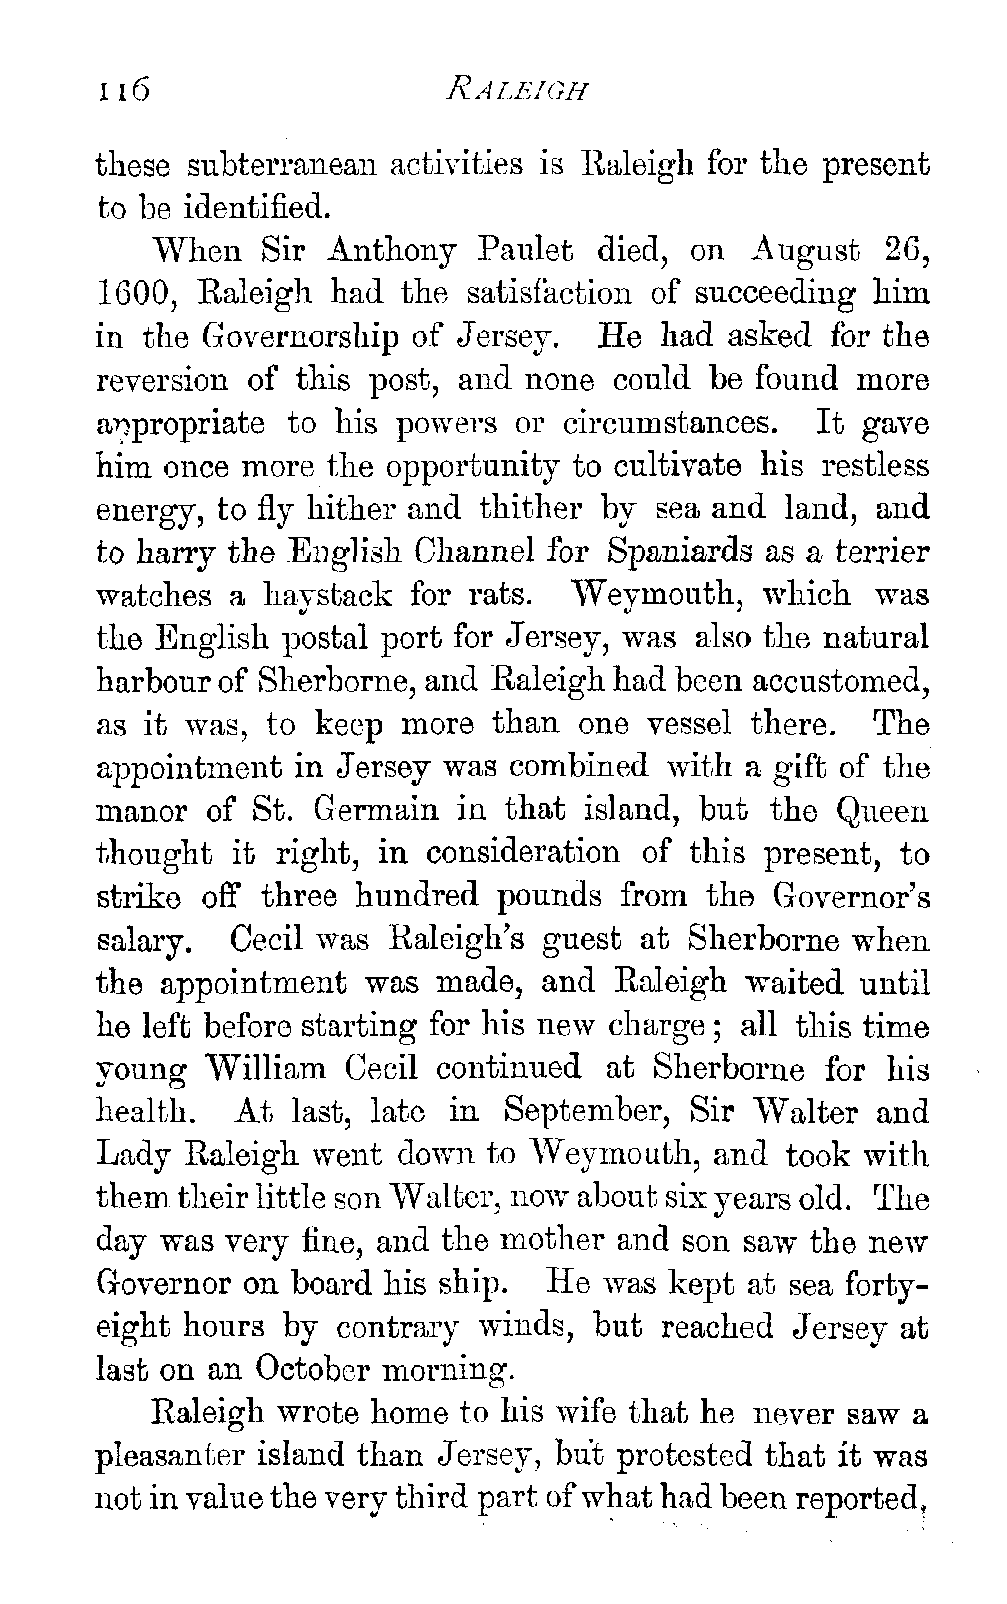 116 RALEIGH
these subterranean activities is Raleigh for the present
to be identified.
When Sir Anthony Paulet died, on August 26,
1600, Raleigh had the satisfaction of succeeding him
in the Governorship of Jersey. He had asked for the
reversion of this post, and none could be found more
appropriate to his powers or circumstances. It gave
him once more the opportunity to cultivate his restless
energy, to fly hither and thither by sea and land, and
to harry the English Channel for Spaniards as a terrier
watches a haystack for rats. Weymouth, which was
the English postal port for Jersey, was also the natural
harbour of Sherborne, and Raleigh had been accustomed,
as it was, to keep more than one vessel there. The
appointment in Jersey was combined with a gift of the
manor of St. Germain in that island, but the Queen
thought it right, in consideration of this present, to
strike off three hundred pounds from the Governor's
salary. Cecil was Raleigh's guest at Sherborne when
the appointment was made, and Raleigh waited until
he left before starting for his new charge; all this time
young William Cecil continued at Sherborne for his
health. At last, late in September, Sir Walter and
Lady Raleigh went down to Weymouth, and took with
them their little son Walter, now about six years old. The
day was very fine, and the mother and son saw the new
Governor on board his ship. He was kept at sea forty-
eight hours by contrary winds, but reached Jersey at
last on an October morning.
Raleigh wrote home to his wife that he never saw a
pleasanter island than Jersey, but protested that it was
not in value the very third part of what had been reported,